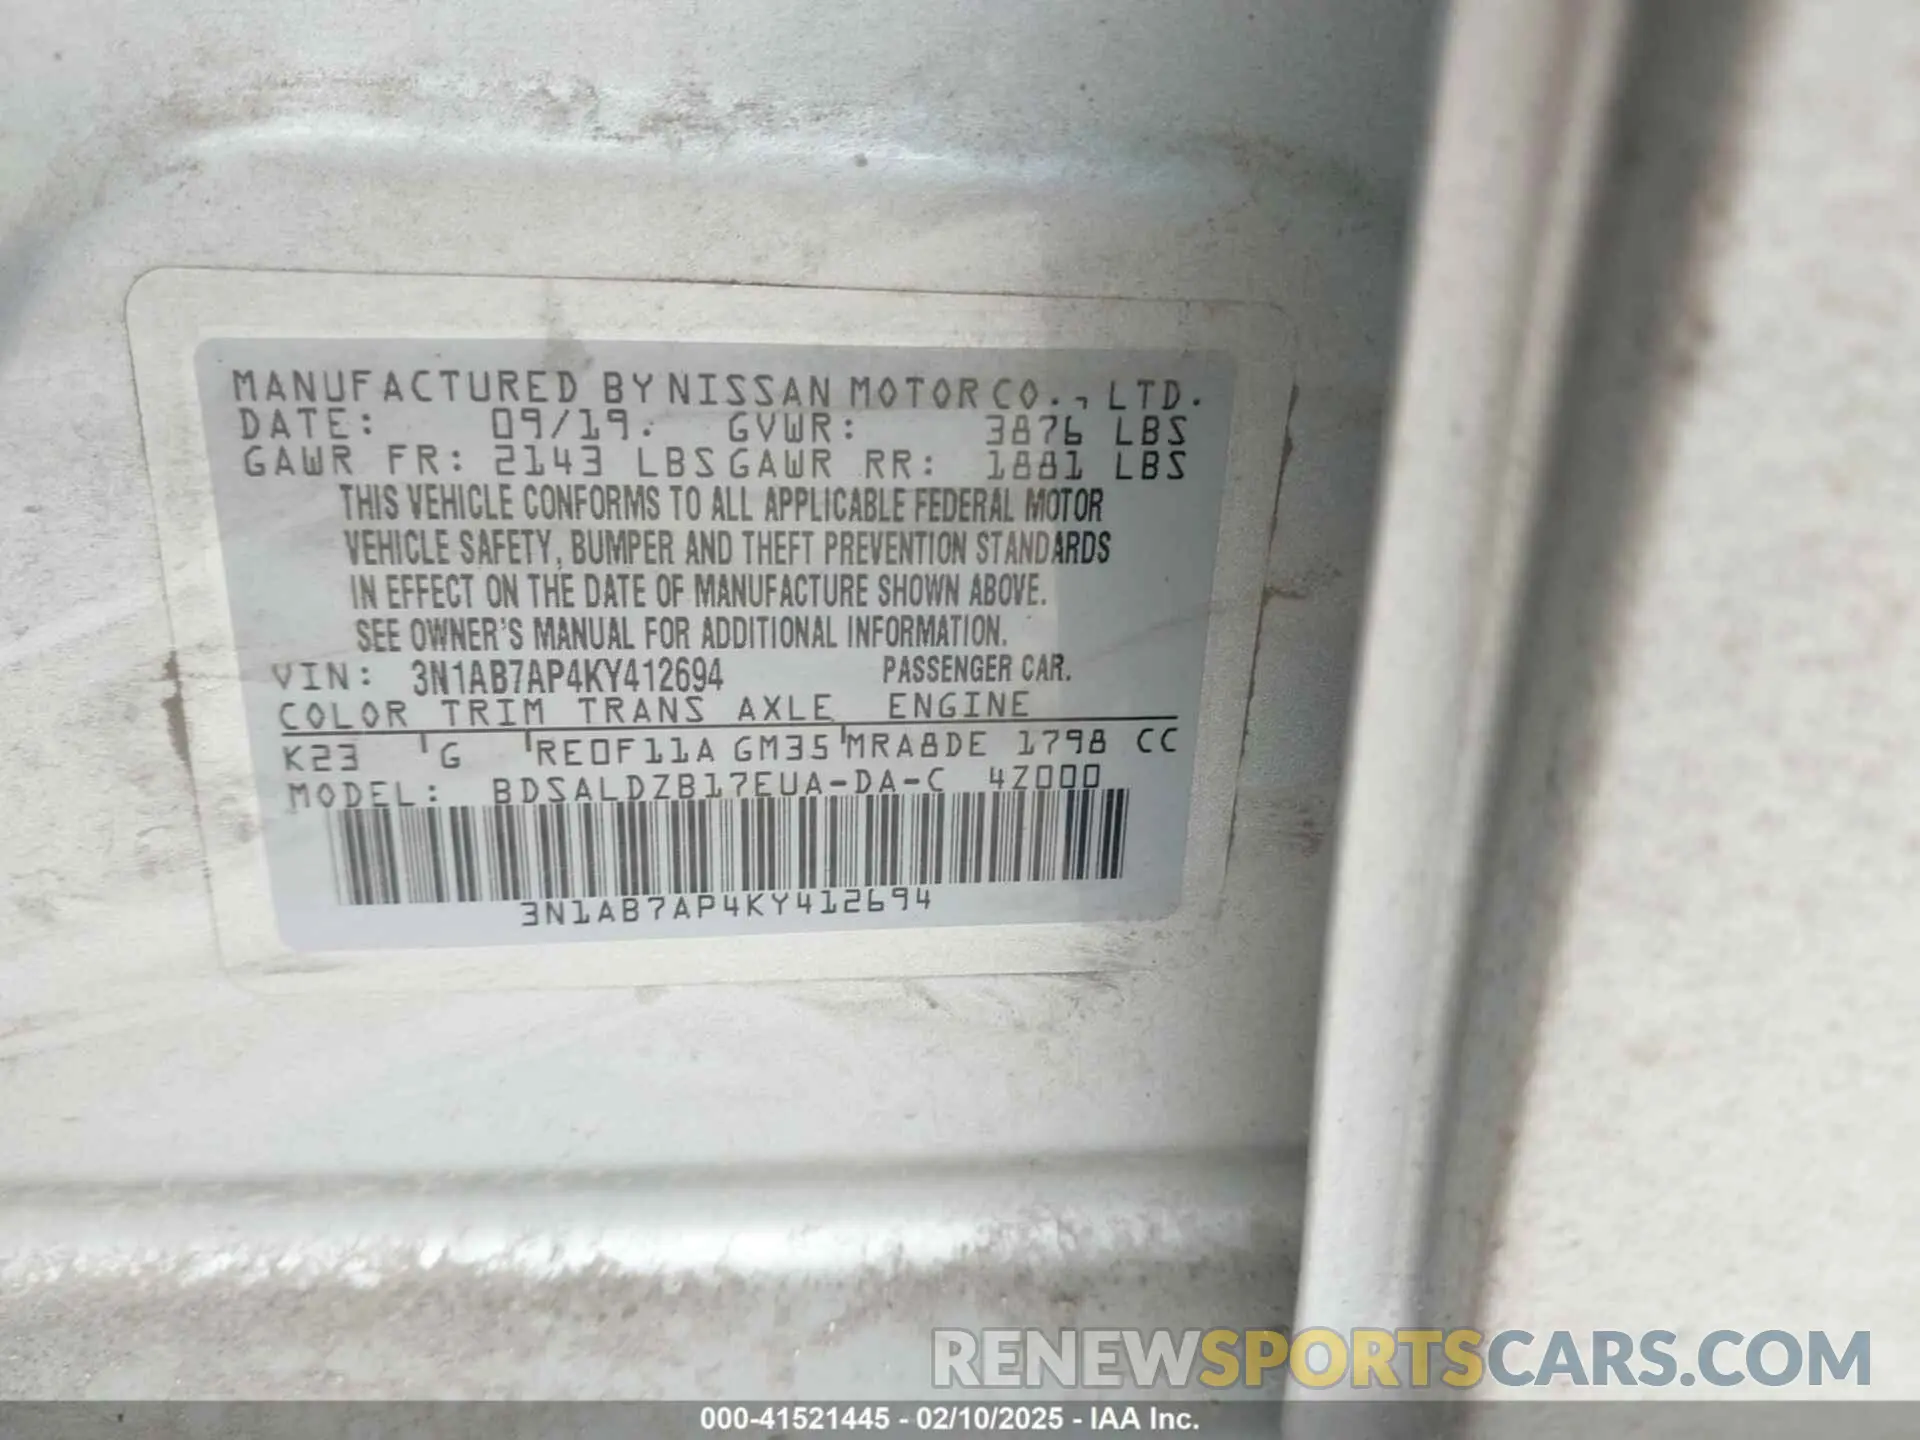 MANUFACTURED BY NISSAN MOTOR CO., LTD.
DATE: 09/19. GVWR: 3876 LBS
GAWR FR: 2143 LBS GAWR RR: 1881 LBS
THIS VEHICLE CONFORMS TO ALL APPLICABLE FEDERAL MOTOR
VEHICLE SAFETY, BUMPER AND THEFT PREVENTION STANDARDS
IN EFFECT ON THE DATE OF MANUFACTURE SHOWN ABOVE.
SEE OWNER'S MANUAL FOR ADDITIONAL INFORMATION.
VIN: 3N1AB7AP4KY412694 PASSENGER CAR.
COLOR TRIM TRANS AXLE ENGINE
K23 G RE0F11A GM35 MRA8DE 1798 CC
MODEL: BDSALDZB17EUA-DA-C 4Z000
3N1AB7AP4KY412694
RENEWSPORTSCARS.COM
000-41521445 - 02/10/2025 - IAA Inc.